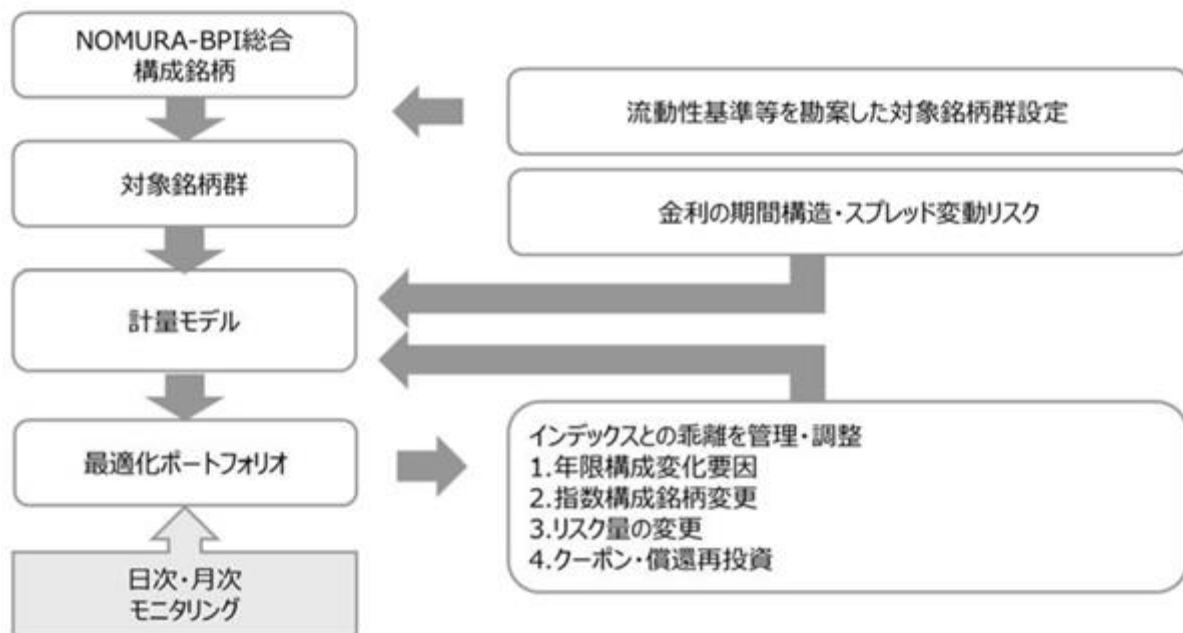 NOMURA-BPI総合
構成銘柄
流動性基準等を勘案した対象銘柄群設定
対象銘柄群
金利の期間構造・スプレッド変動リスク
計量モデル
最適化ポートフォリオ
インデックスとの乖離を管理・調整
1.年限構成変化要因
2.指数構成銘柄変更
3.リスク量の変更
4.クーポン・償還再投資
日次・月次
モニタリング